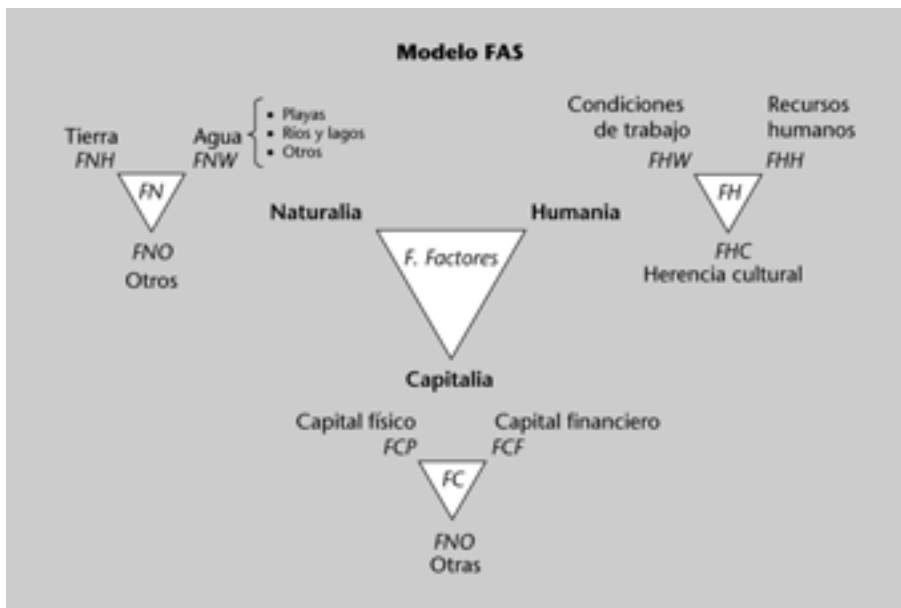 Modelo FAS
Tierra
FNH
Agua
FNW
▪ Playas
▪ Ríos y lagos
▪ Otros
FN
FNO
Otros
Condiciones
de trabajo
FHW
Recursos
humanos
FHH
FH
FHC
Herencia cultural
Naturalia
Humania
F. Factores
Capitalia
Capital físico
FCP
Capital financiero
FCF
FC
FNO
Otras